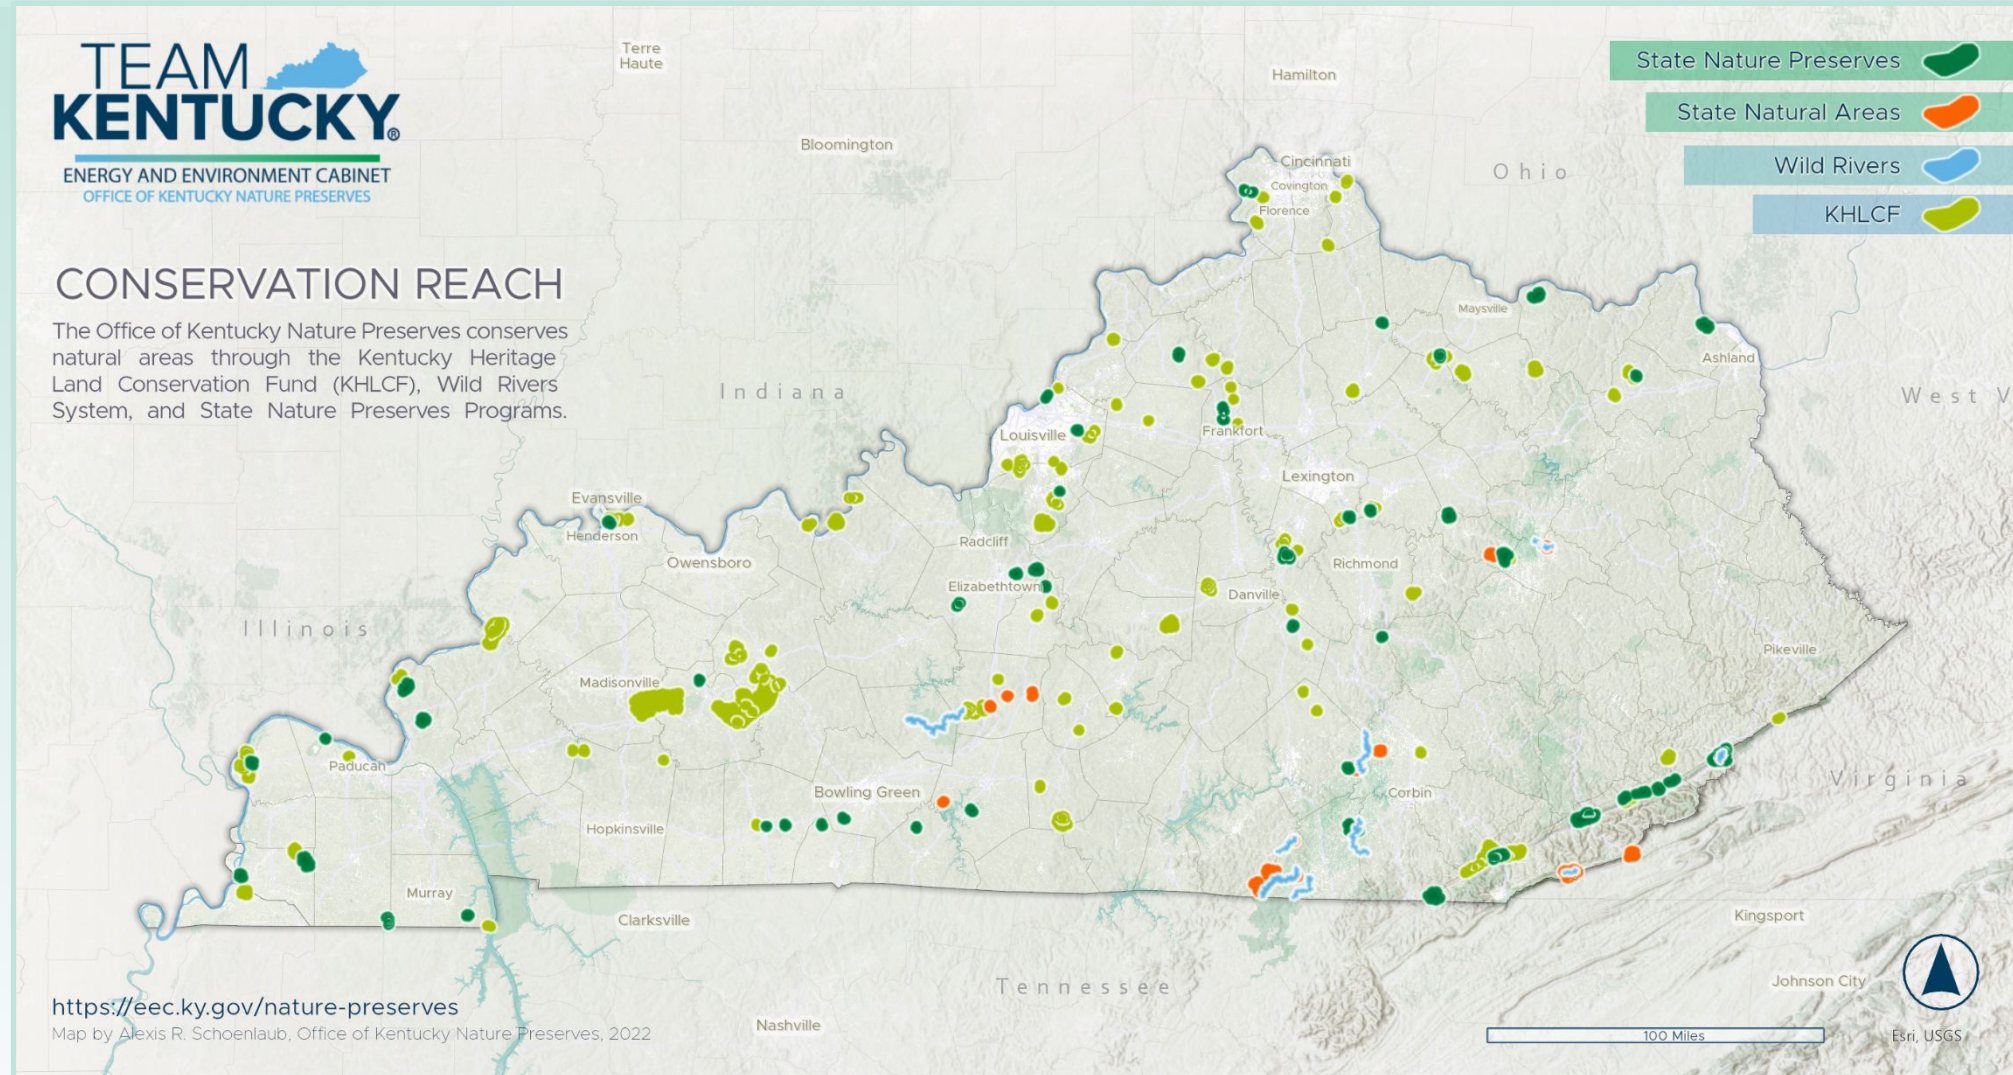 TEAM
KENTUCKY®
ENERGY AND ENVIRONMENT CABINET
OFFICE OF KENTUCKY NATURE PRESERVES
CONSERVATION REACH
The Office of Kentucky Nature Preserves conserves
natural areas through the Kentucky Heritage
Land Conservation Fund (KHLCF), Wild Rivers
System, and State Nature Preserves Programs.
State Nature Preserves
State Natural Areas
Wild Rivers
KHLCF
Terre
Haute
Hamilton
Bloomington
Cincinnati
Ohio
Covington
Florence
Maysville
Ashland
Indiana
West V
Louisville
Frankfort
Lexington
Evansville
Henderson
Radcliff
Owensboro
Richmond
Elizabethtown
Danville
Illinois
Pikeville
Madisonville
Paducah
Virginia
Bowling Green
Corbin
Hopkinsville
Murray
Clarksville
Kingsport
Tennessee
Johnson City
Nashville
https://eec.ky.gov/nature-preserves
Map by Alexis R. Schoenlaub, Office of Kentucky Nature Preserves, 2022
100 Miles
Esri, USGS